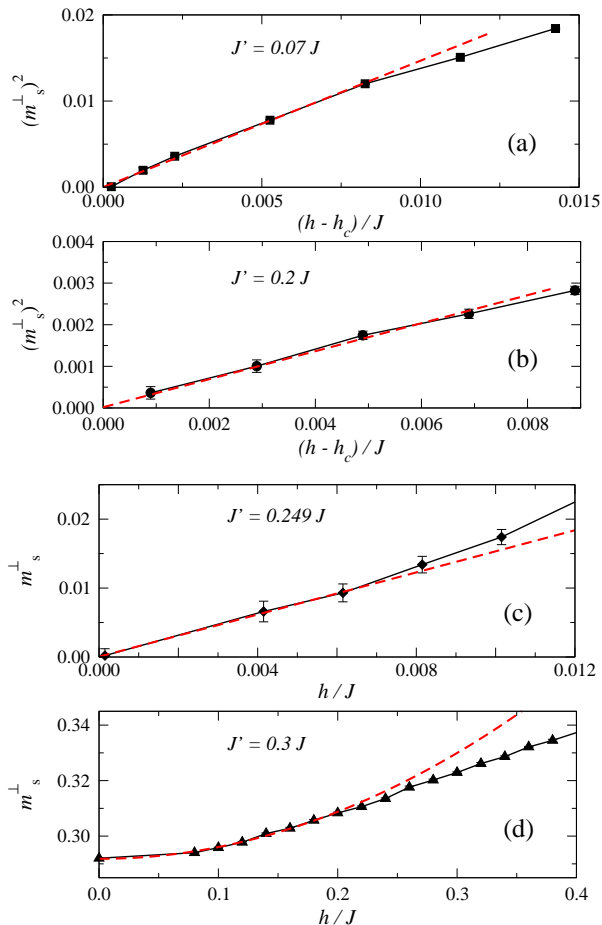 0.02
0.01
0.00
(m⊥s)2
J' = 0.07 J
(a)
0.000 0.005 0.010 0.015
(h - hc) / J
0.004
0.003
0.002
0.001
0.000
(m⊥s)2
J' = 0.2 J
(b)
0.000 0.002 0.004 0.006 0.008
(h - hc) / J
0.02
0.01
0.00
m⊥s
J' = 0.249 J
(c)
0.000 0.004 0.008 0.012
h / J
0.34
0.32
0.30
m⊥s
J' = 0.3 J
(d)
0.0 0.1 0.2 0.3 0.4
h / J